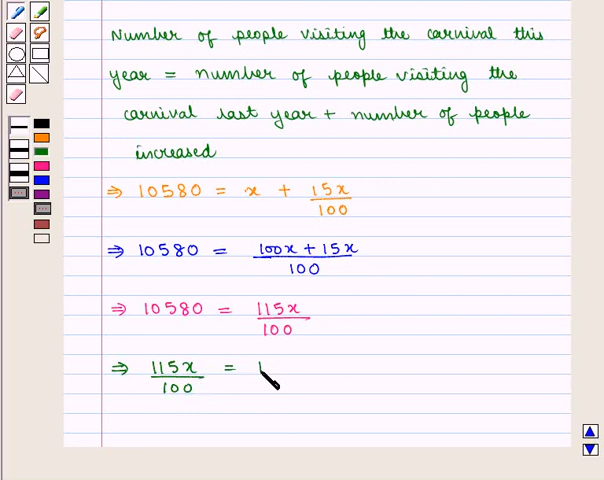 Number of people visiting the carnival this
year = number of people visiting the
carnival last year + number of people
increased
⇒ 10580 = x + 15x/100
⇒ 10580 = 100x + 15x/100
⇒ 10580 = 115x/100
⇒ 115x/100 = 1